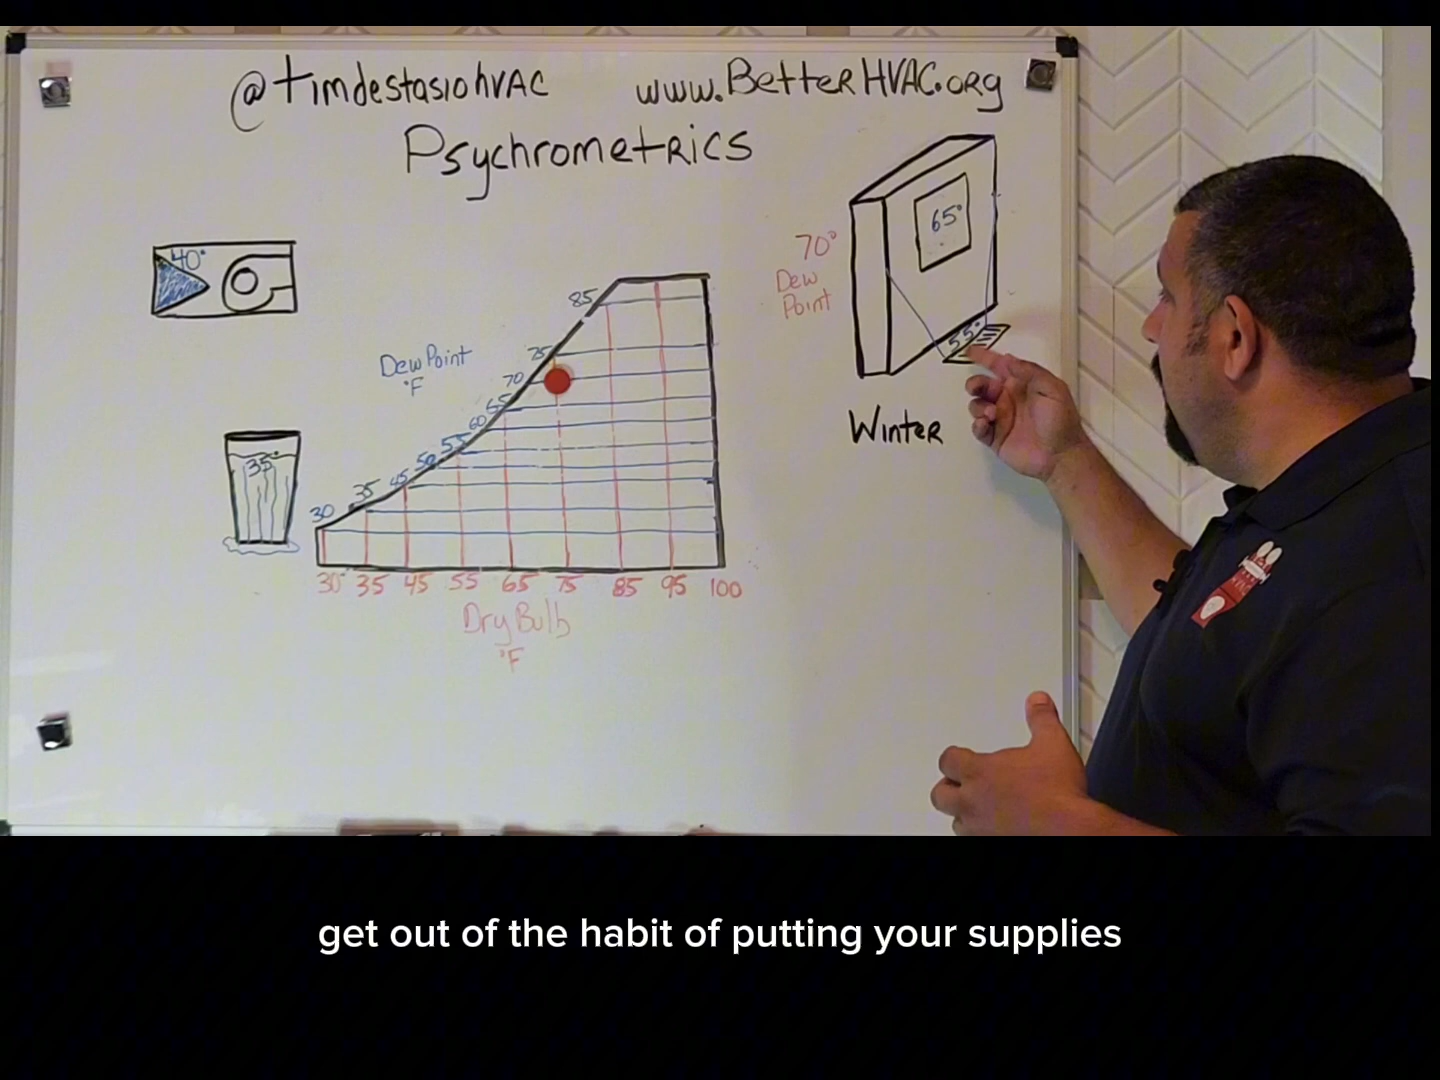 @timdestasiohvac www.BetterHVAC.org
Psychrometrics
40°
65°
70°
Dew
Point
55°
Winter
Dew Point
°F
85
75
70
65
60
55
50
45
35
30
35°
30 35 45 55 65 75 85 95 100
Dry Bulb
°F
get out of the habit of putting your supplies